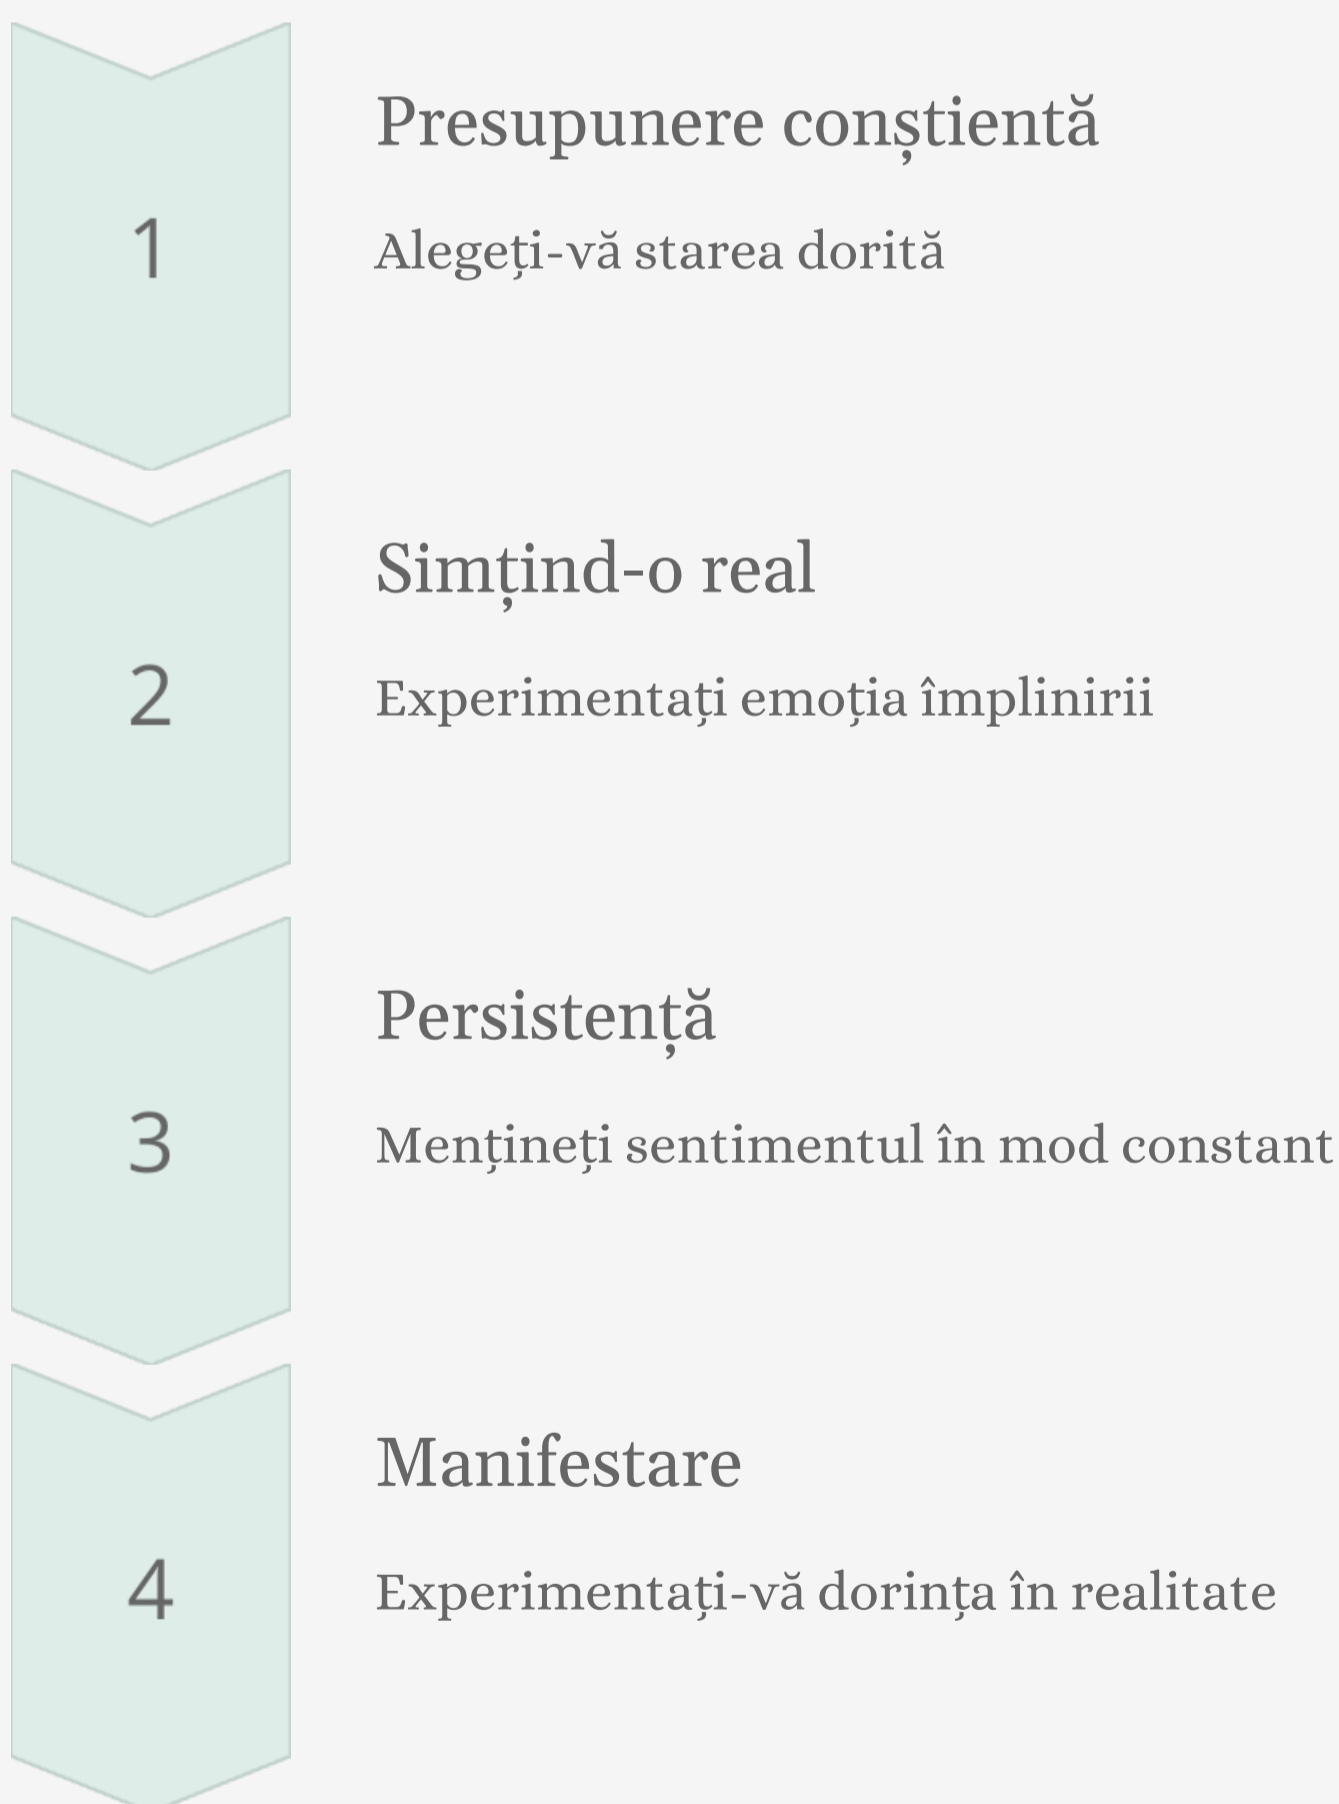 1
Presupunere conștientă
Alegeți-vă starea dorită
2
Simțind-o real
Experimentați emoția împlinirii
3
Persistență
Mențineți sentimentul în mod constant
4
Manifestare
Experimentați-vă dorința în realitate